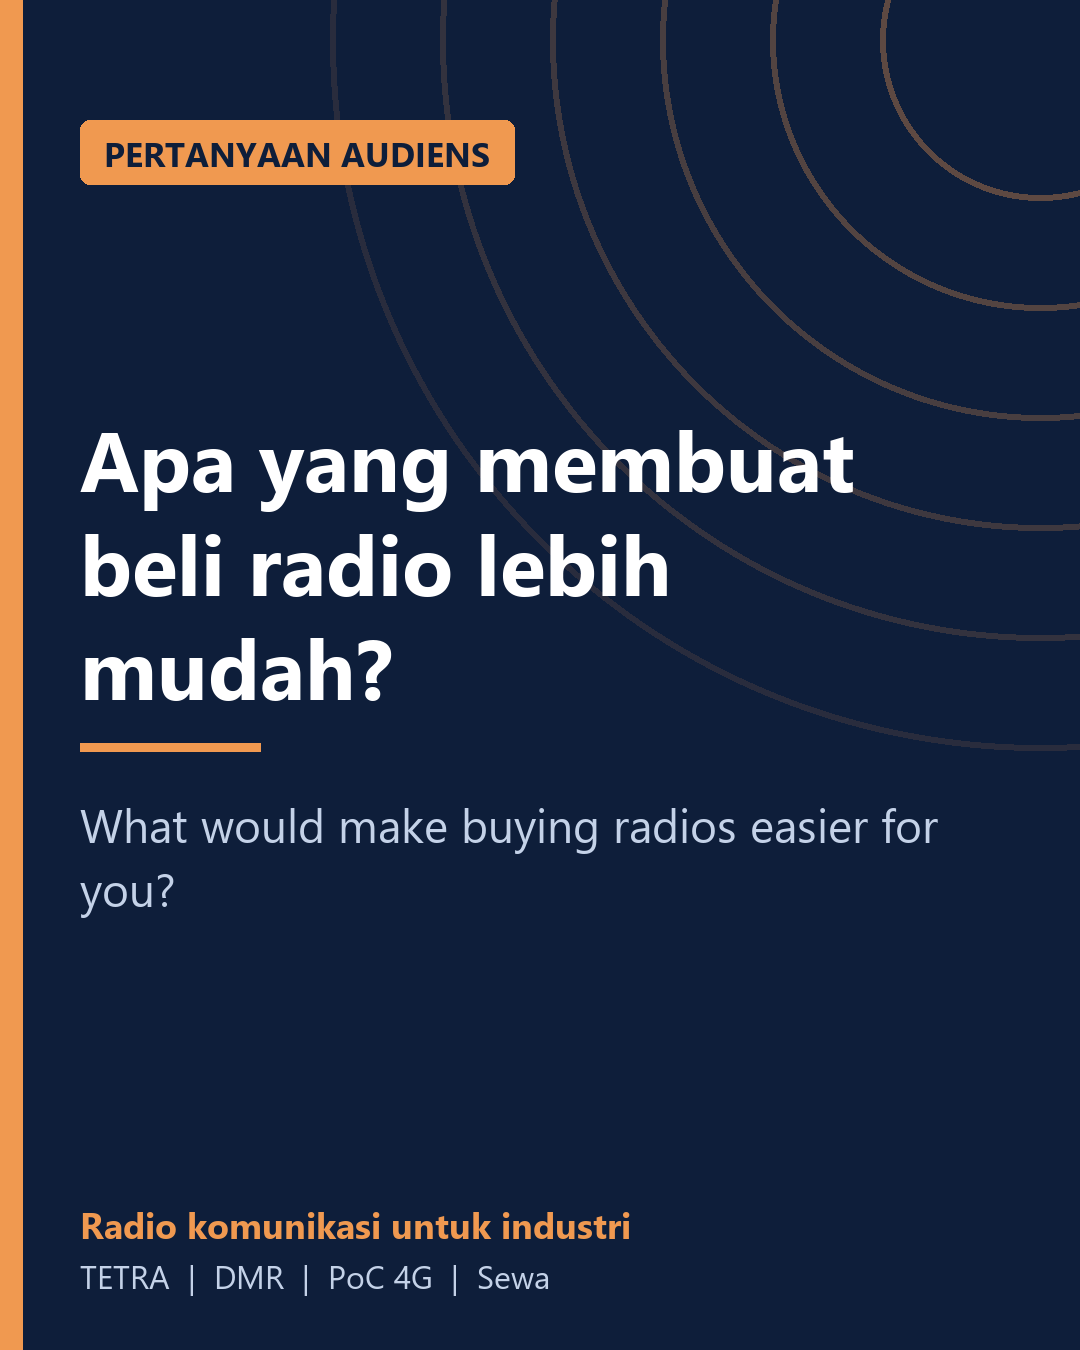 PERTANYAAN AUDIENS
Apa yang membuat
beli radio lebih
mudah?
What would make buying radios easier for
you?
Radio komunikasi untuk industri
TETRA | DMR | PoC 4G | Sewa